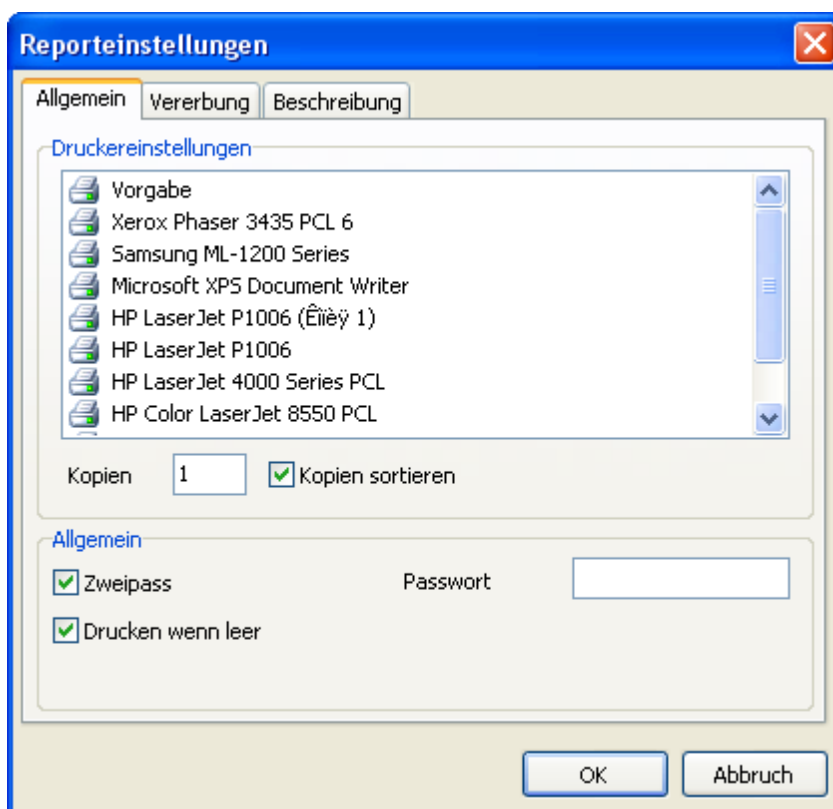 Reporteinstellungen
Allgemein Vererbung Beschreibung
Druckereinstellungen
Vorgabe
Xerox Phaser 3435 PCL 6
Samsung ML-1200 Series
Microsoft XPS Document Writer
HP LaserJet P1006 (Êîïèÿ 1)
HP LaserJet P1006
HP LaserJet 4000 Series PCL
HP Color LaserJet 8550 PCL
Kopien 1 Kopien sortieren
Allgemein
Zweipass Passwort
Drucken wenn leer
OK Abbruch